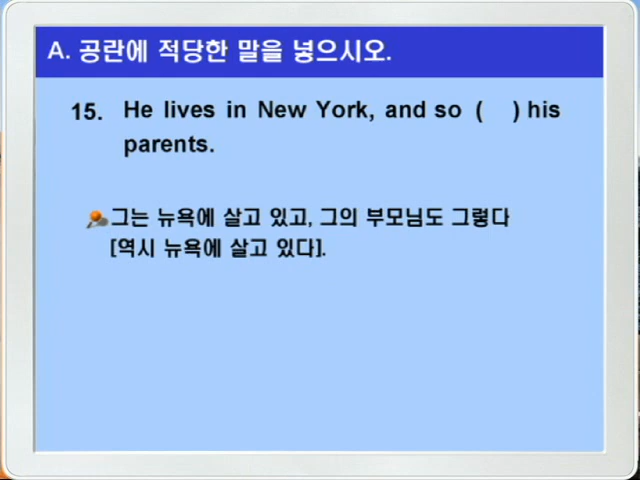 A. 공란에 적당한 말을 넣으시오.
15. He lives in New York, and so (   ) his
parents.
그는 뉴욕에 살고 있고, 그의 부모님도 그렇다
[역시 뉴욕에 살고 있다].